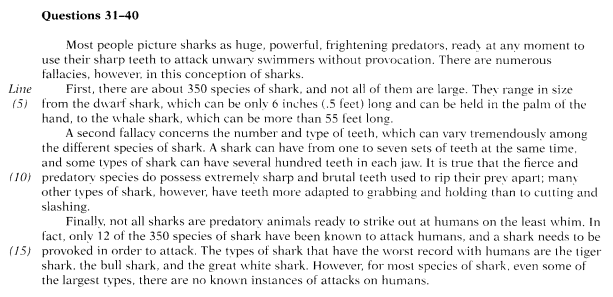 Questions 31–40
Most people picture sharks as huge, powerful, frightening predators, ready at any moment to
use their sharp teeth to attack unwary swimmers without provocation. There are numerous
fallacies, however, in this conception of sharks.
Line First, there are about 350 species of shark, and not all of them are large. They range in size
(5) from the dwarf shark, which can be only 6 inches (.5 feet) long and can be held in the palm of the
hand, to the whale shark, which can be more than 55 feet long.
A second fallacy concerns the number and type of teeth, which can vary tremendously among
the different species of shark. A shark can have from one to seven sets of teeth at the same time,
and some types of shark can have several hundred teeth in each jaw. It is true that the fierce and
(10) predatory species do possess extremely sharp and brutal teeth used to rip their prey apart; many
other types of shark, however, have teeth more adapted to grabbing and holding than to cutting and
slashing.
Finally, not all sharks are predatory animals ready to strike out at humans on the least whim. In
fact, only 12 of the 350 species of shark have been known to attack humans, and a shark needs to be
(15) provoked in order to attack. The types of shark that have the worst record with humans are the tiger
shark, the bull shark, and the great white shark. However, for most species of shark, even some of
the largest types, there are no known instances of attacks on humans.